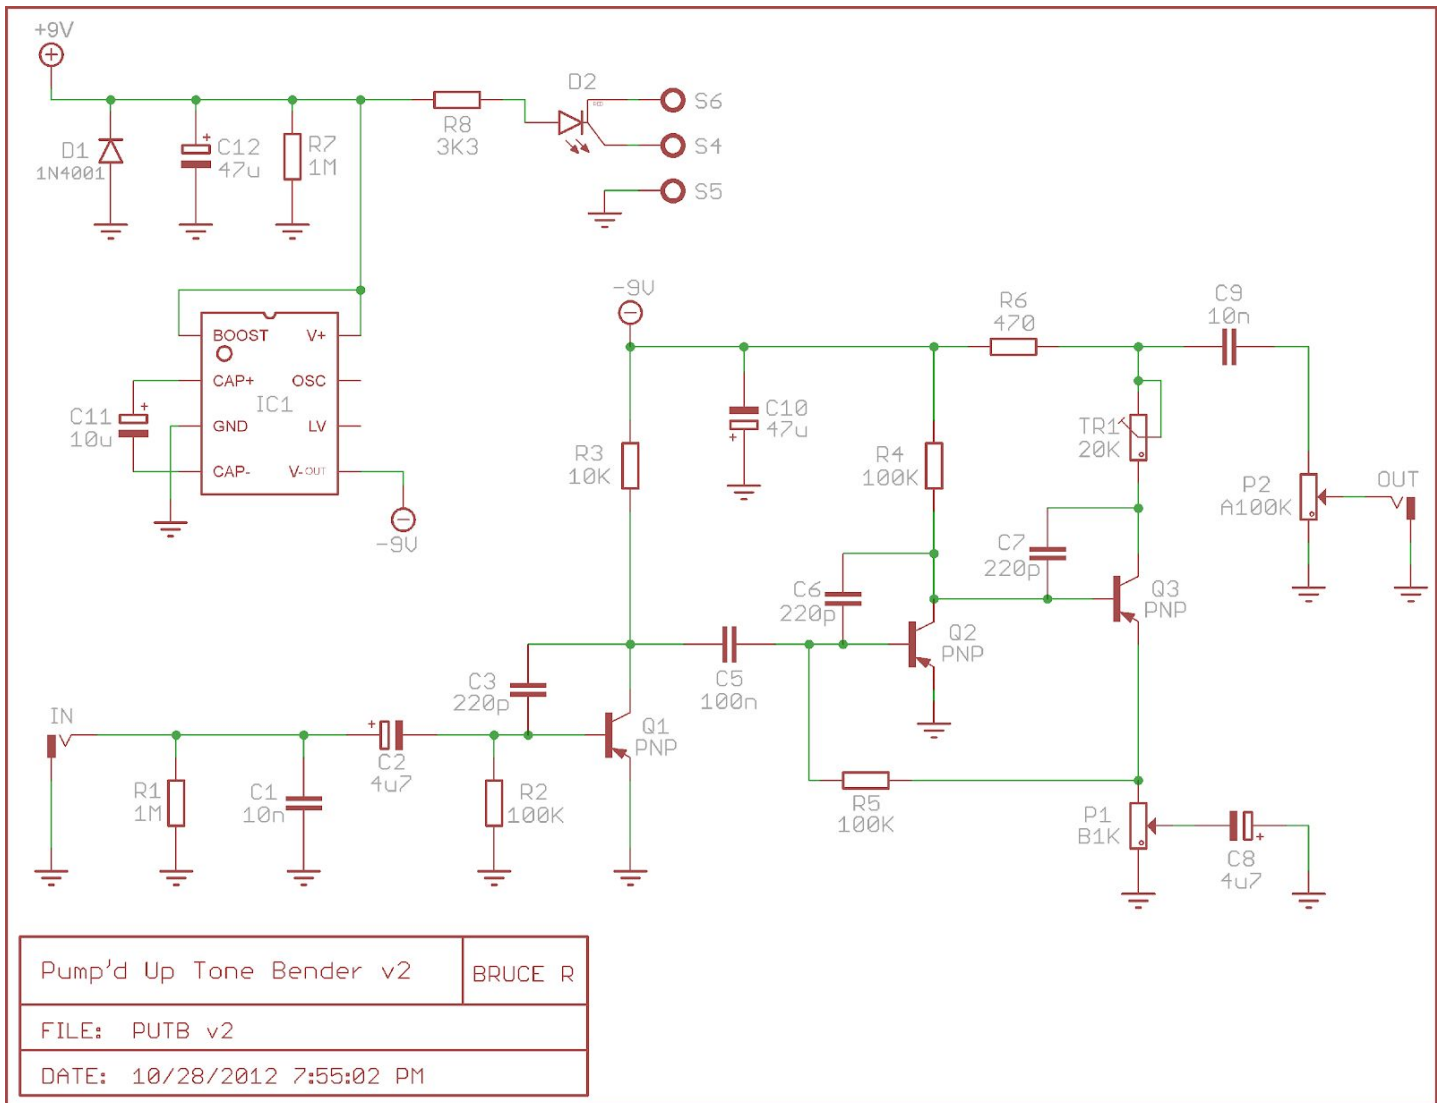 +9V
D1
1N4001
C12
47u
R7
1M
R8
3K3
D2
RED
S6
S4
S5
BOOST
V+
CAP+
OSC
IC1
GND
LV
CAP-
V-OUT
C11
10u
-9V
-9V
R3
10K
C10
47u
R4
100K
R6
470
TR1
20K
C9
10n
P2
A100K
OUT
C7
220p
C6
220p
Q3
PNP
Q2
PNP
C5
100n
C3
220p
Q1
PNP
IN
R1
1M
C1
10n
C2
4u7
R2
100K
R5
100K
P1
B1K
C8
4u7
Pump'd Up Tone Bender v2
BRUCE R
FILE: PUTB v2
DATE: 10/28/2012 7:55:02 PM